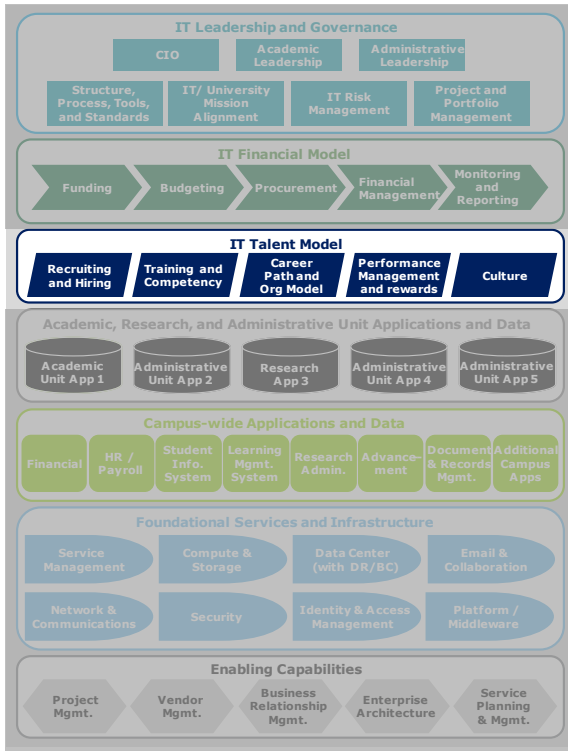 IT Leadership and Governance
CIO
Academic
Leadership
Administrative
Leadership
Structure,
Process, Tools,
and Standards
IT/ University
Mission
Alignment
IT Risk
Management
Project and
Portfolio
Management
IT Financial Model
Funding
Budgeting
Procurement
Financial
Management
Monitoring
and
Reporting
IT Talent Model
Recruiting
and Hiring
Training and
Competency
Career
Path and
Org Model
Performance
Management
and rewards
Culture
Academic, Research, and Administrative Unit Applications and Data
Academic
Unit App 1
Administrative
Unit App 2
Research
App 3
Administrative
Unit App 4
Administrative
Unit App 5
Campus-wide Applications and Data
Financial
HR /
Payroll
Student
Info.
System
Learning
Mgmt.
System
Research
Admin.
Advance-
ment
Document
& Records
Mgmt.
Additional
Campus
Apps
Foundational Services and Infrastructure
Service
Management
Compute &
Storage
Data Center
(with DR/BC)
Email &
Collaboration
Network &
Communications
Security
Identity & Access
Management
Platform /
Middleware
Enabling Capabilities
Project
Mgmt.
Vendor
Mgmt.
Business
Relationship
Mgmt.
Enterprise
Architecture
Service
Planning
& Mgmt.